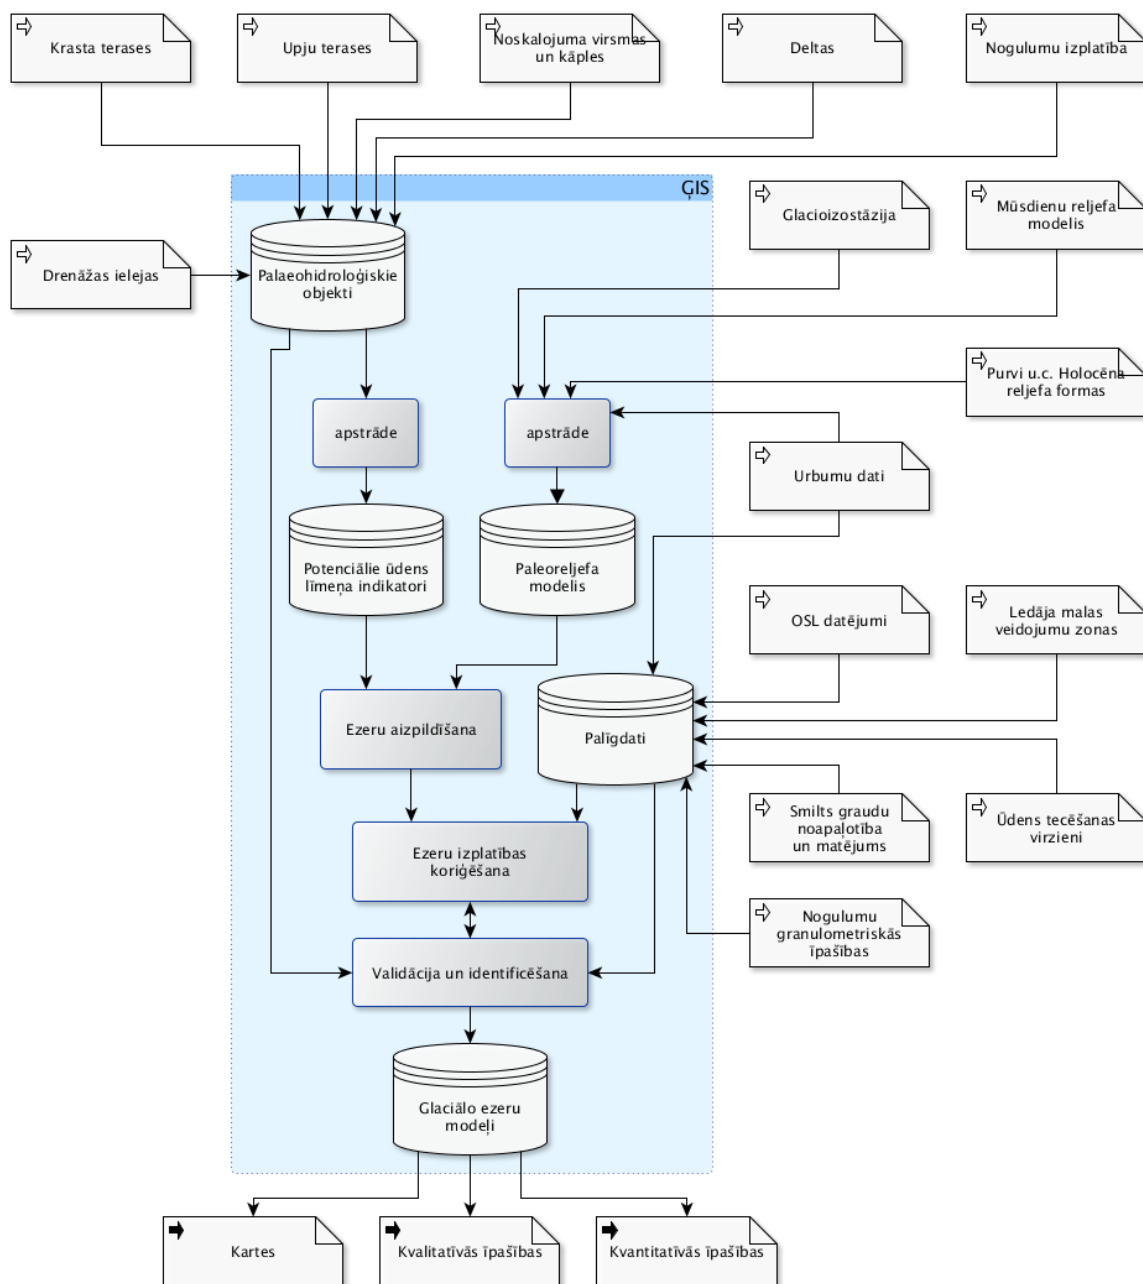 Krasta terases
Upju terases
Noskalojuma virsmas
un kāples
Deltas
Nogulumu izplatība
ĢIS
Glacioizostāzija
Mūsdienu reljefa
modelis
Drenāžas ielejas
Palaeohidroloģiskie
objekti
Purvi u.c. Holocēna
reljefa formas
apstrāde
apstrāde
Urbumu dati
Potenciālie ūdens
līmeņa indikatori
Paleoreljefa
modelis
OSL datējumi
Ledāja malas
veidojumu zonas
Ezeru aizpildīšana
Palīgdati
Smilts graudu
noapaļotība
un matējums
Ūdens tecēšanas
virzieni
Ezeru izplatības
koriģēšana
Nogulumu
granulometriskās
īpašības
Validācija un identificēšana
Glaciālo ezeru
modeļi
Kartes
Kvalitatīvās īpašības
Kvantitatīvās īpašības